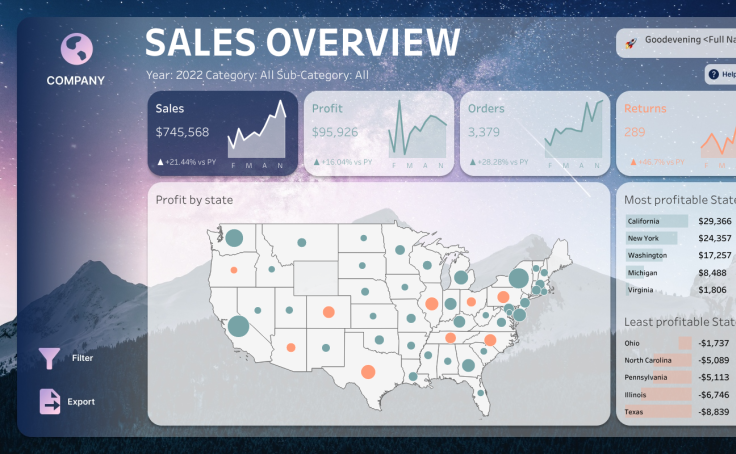 SALES OVERVIEW
Goodevening <Full Na
COMPANY
Year: 2022 Category: All Sub-Category: All
Help
Sales
$745,568
▲ +21.44% vs PY
F M A N
Profit
$95,926
▲ +16.04% vs PY
F M A N
Orders
3,379
▲ +28.28% vs PY
F M A N
Returns
289
▲ +46.7% vs PY
F M A N
Profit by state
Most profitable State
California $29,366
New York $24,357
Washington $17,257
Michigan $8,488
Virginia $1,806
Least profitable State
Ohio -$1,737
North Carolina -$5,089
Pennsylvania -$5,113
Illinois -$6,746
Texas -$8,839
Filter
Export